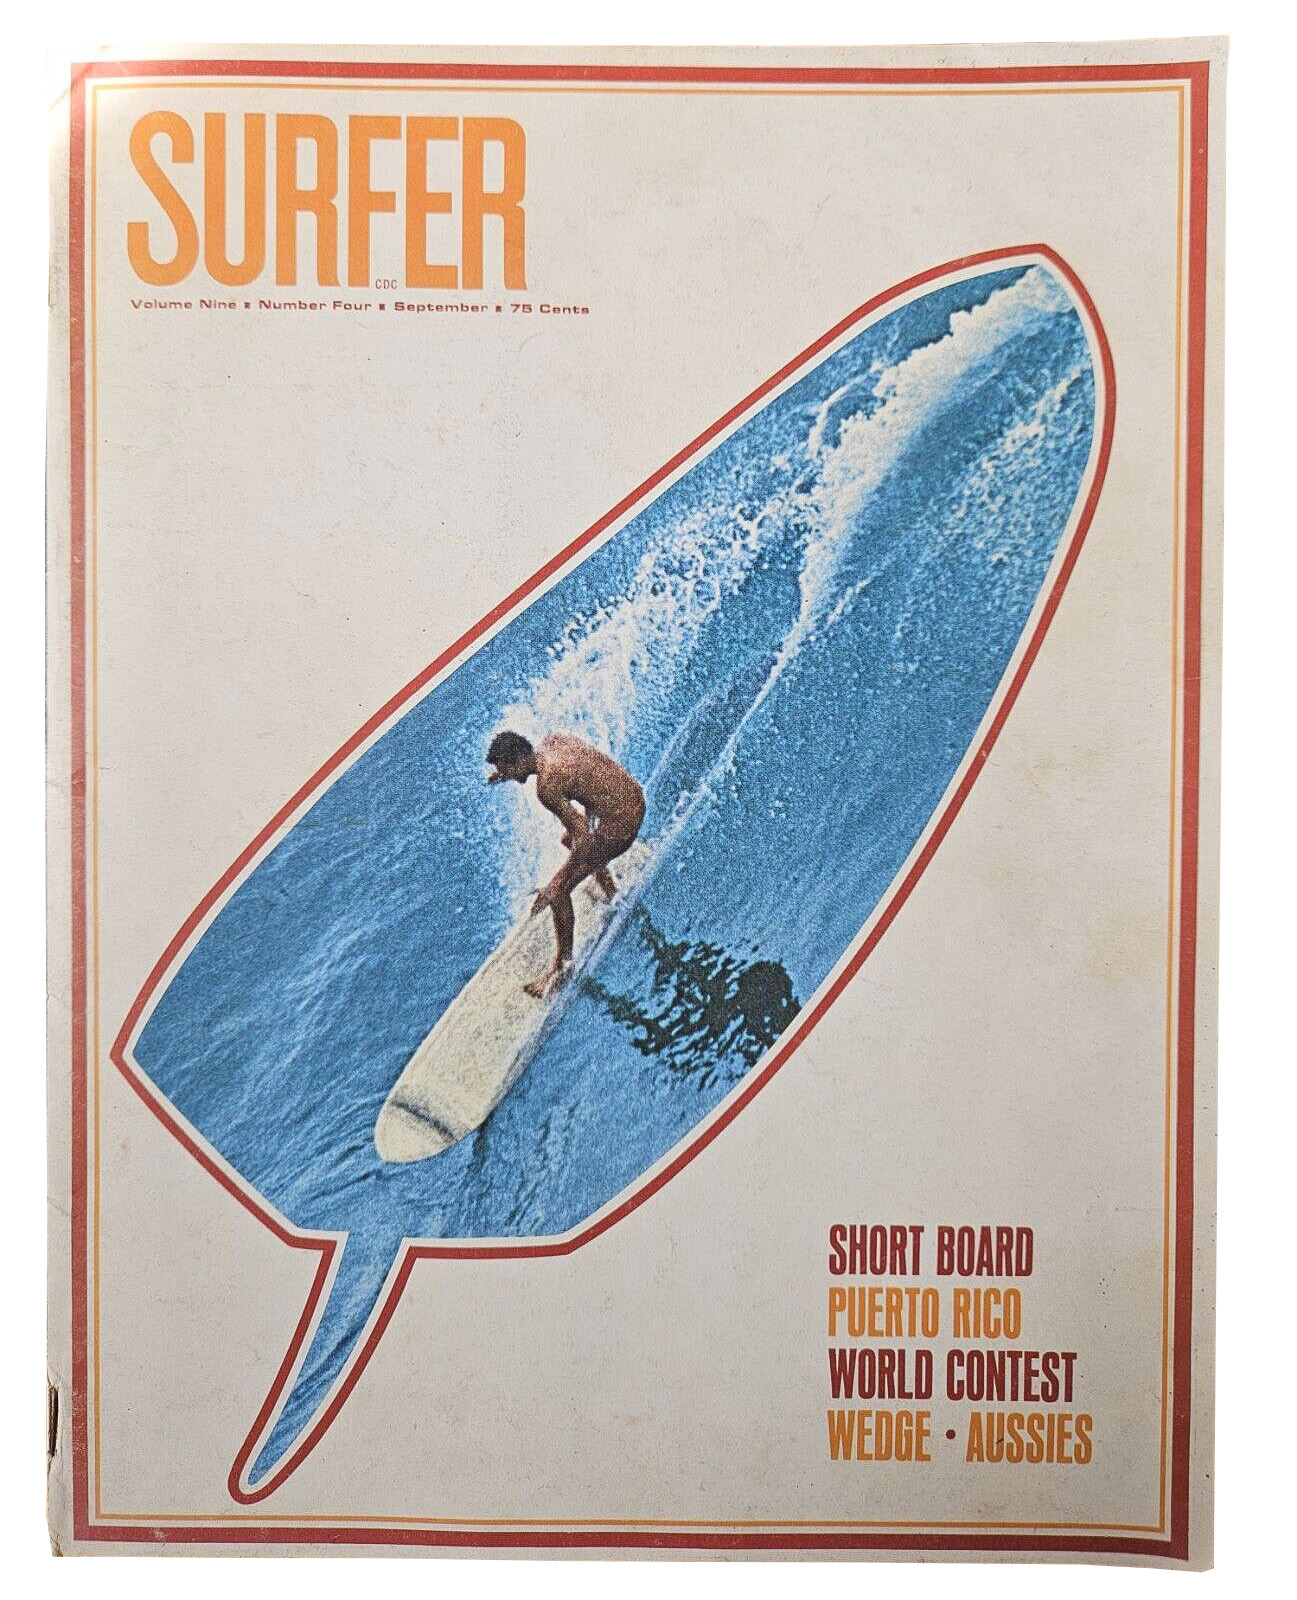 SURFER
CDC
Volume Nine ■ Number Four ■ September ■ 75 Cents
SHORT BOARD
PUERTO RICO
WORLD CONTEST
WEDGE • AUSSIES